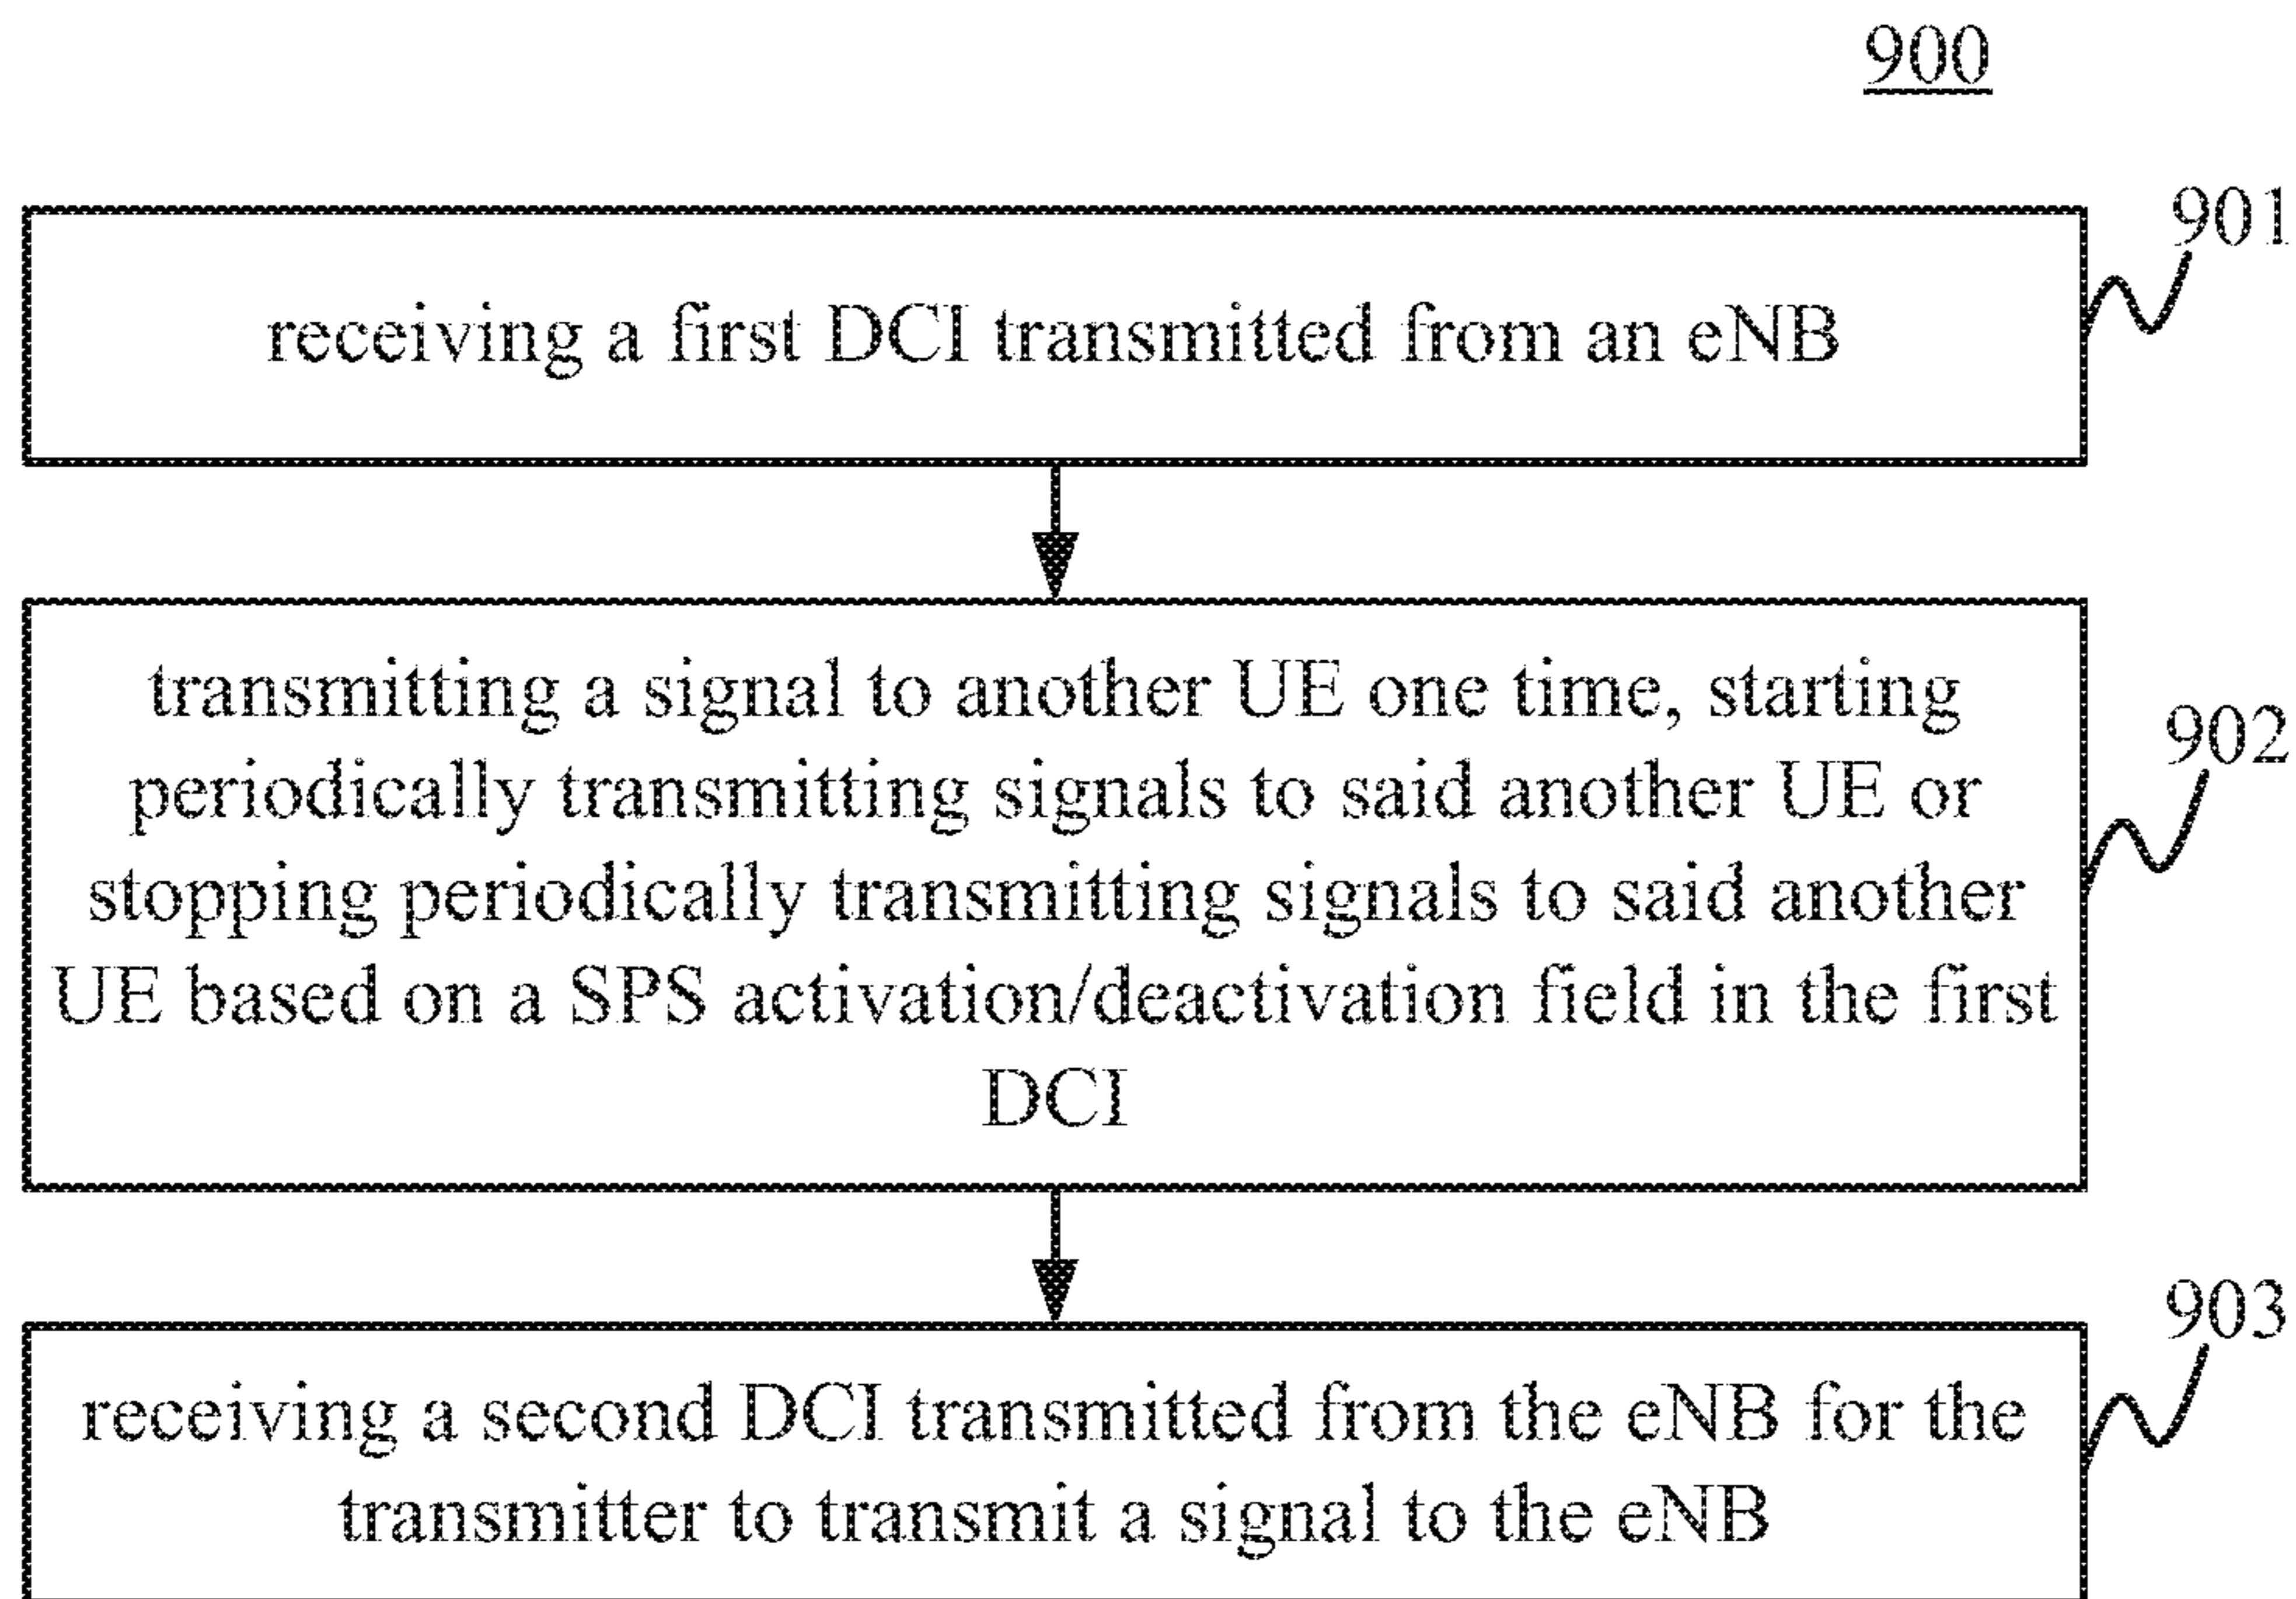 900
901
receiving a first DCI transmitted from an eNB
transmitting a signal to another UE one time, starting
902
periodically transmitting signals to said another UE or
stopping periodically transmitting signals to said another
UE based on a SPS activation/deactivation field in the first
DCI
903
receiving a second DCI transmitted from the eNB for the
transmitter to transmit a signal to the eNB